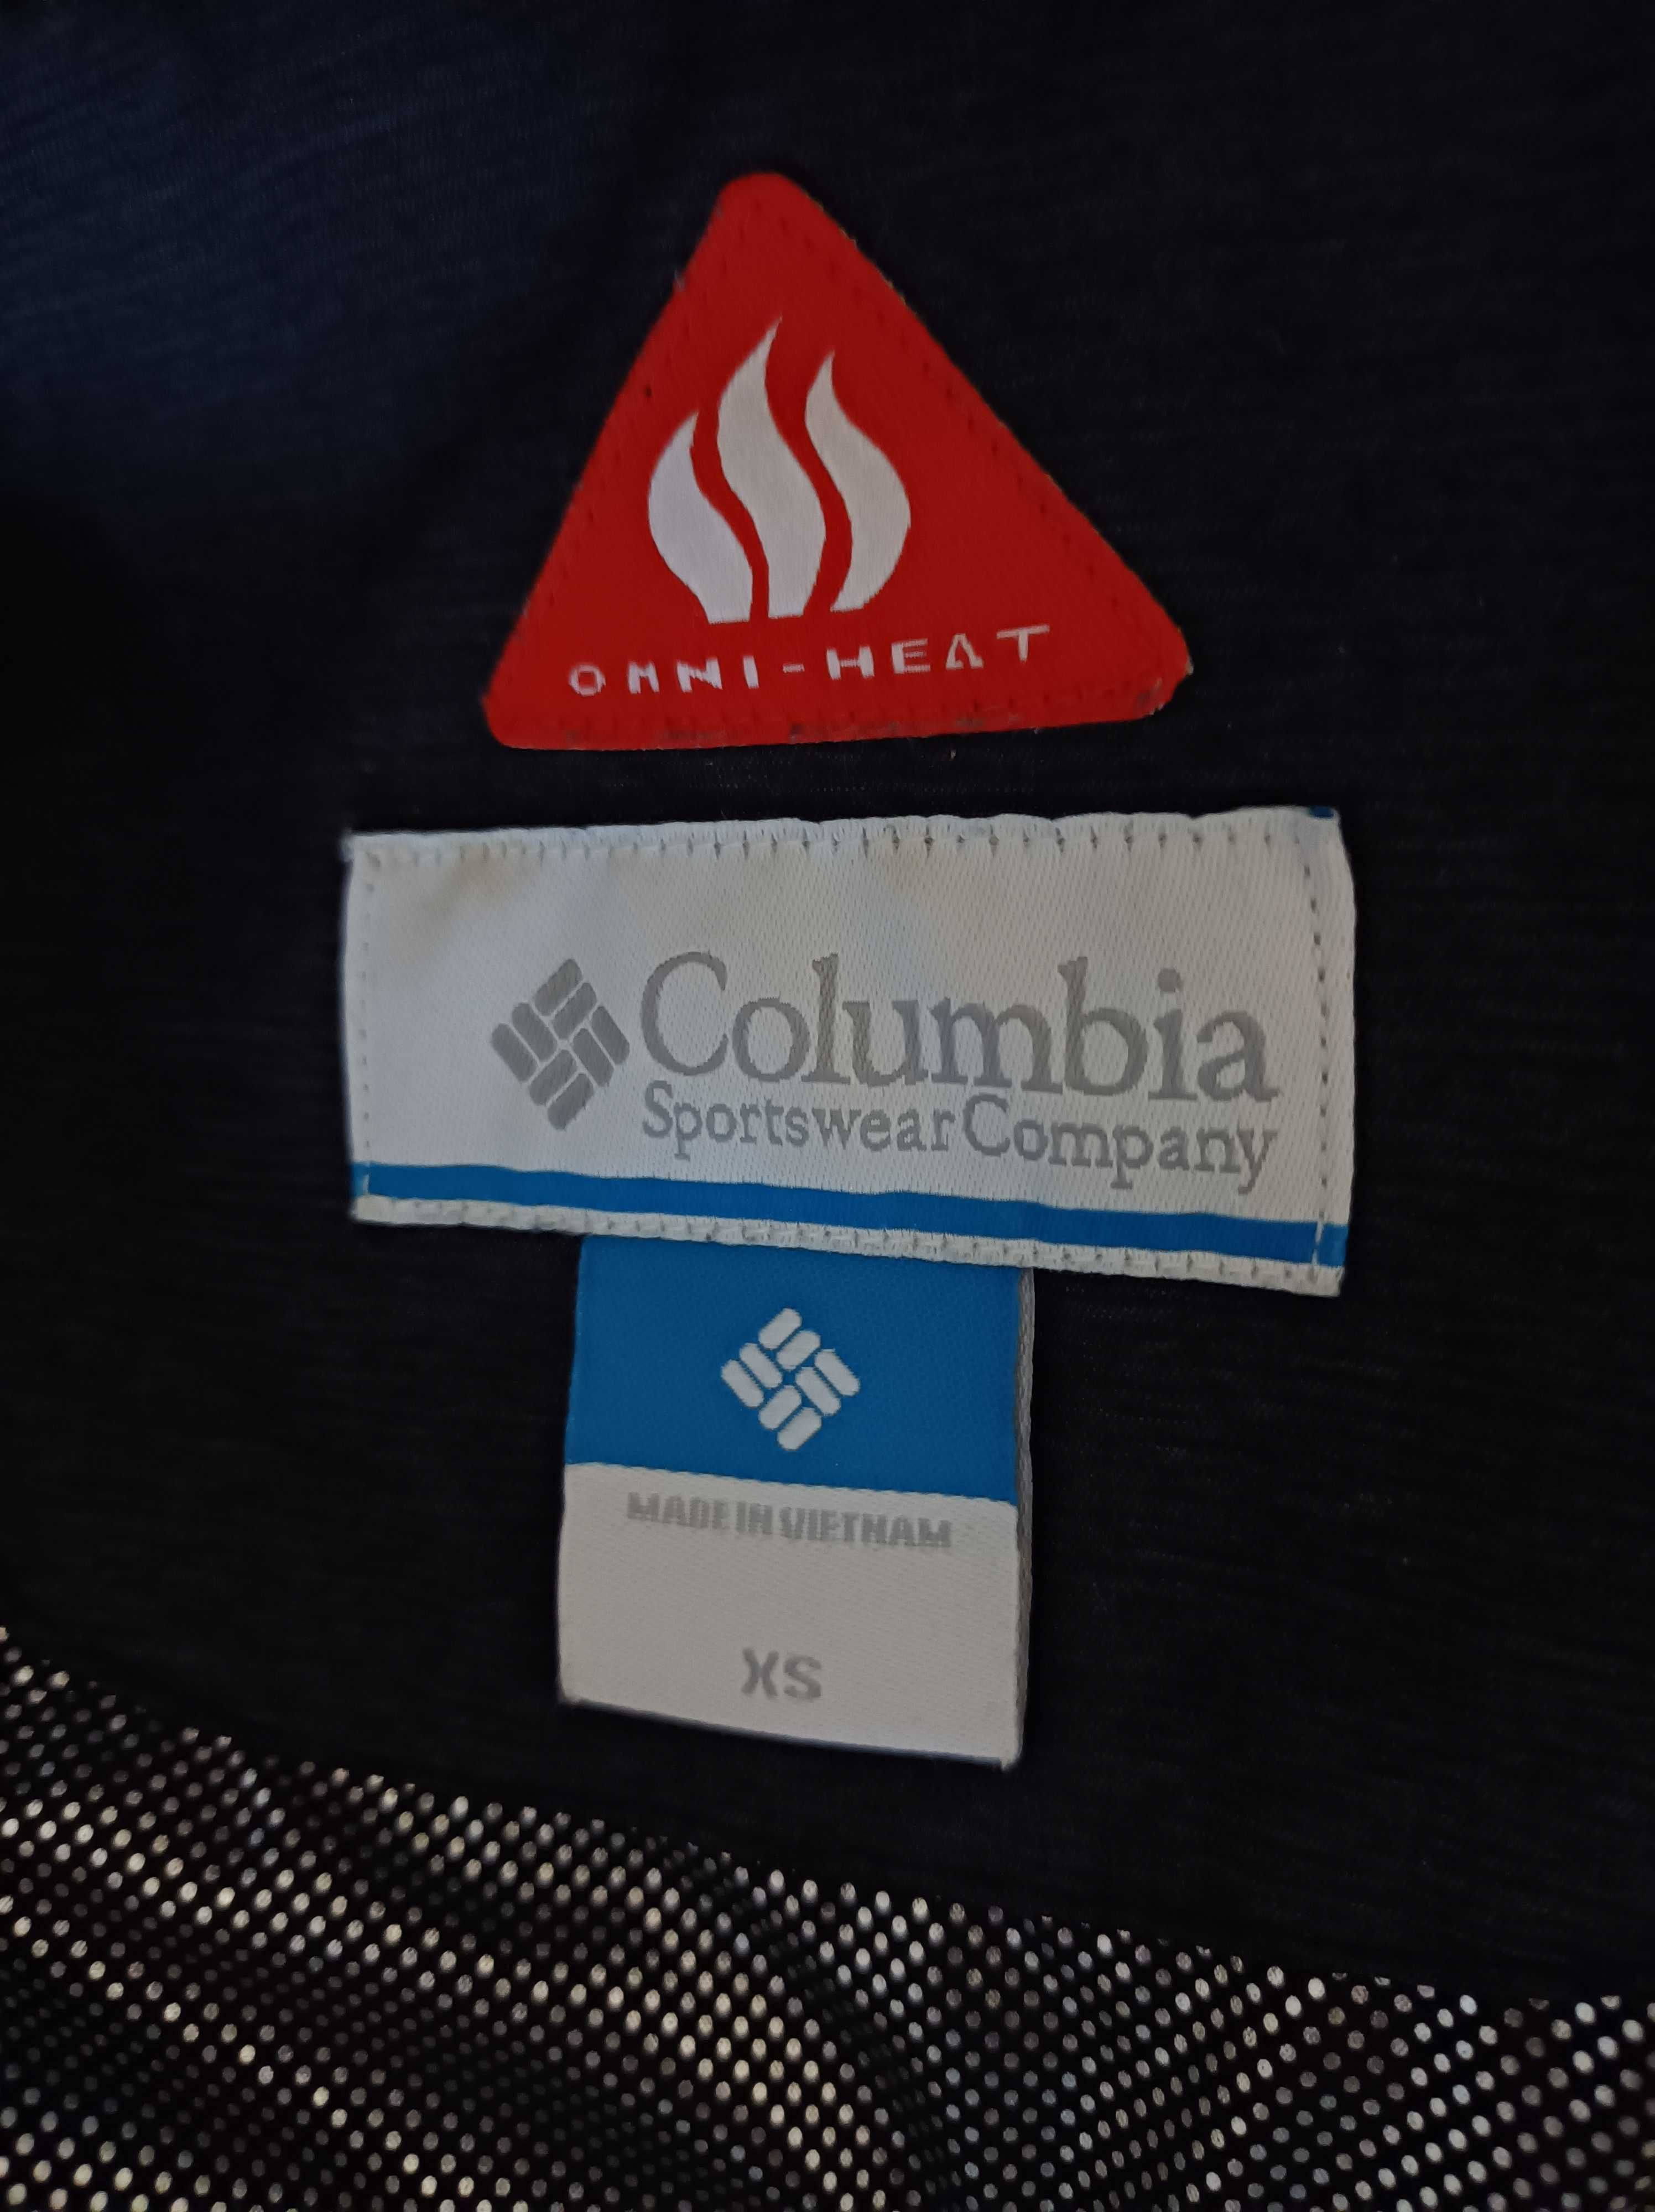 OMNI-HEAT
Columbia
Sportswear Company
MADE IN VIETNAM
XS